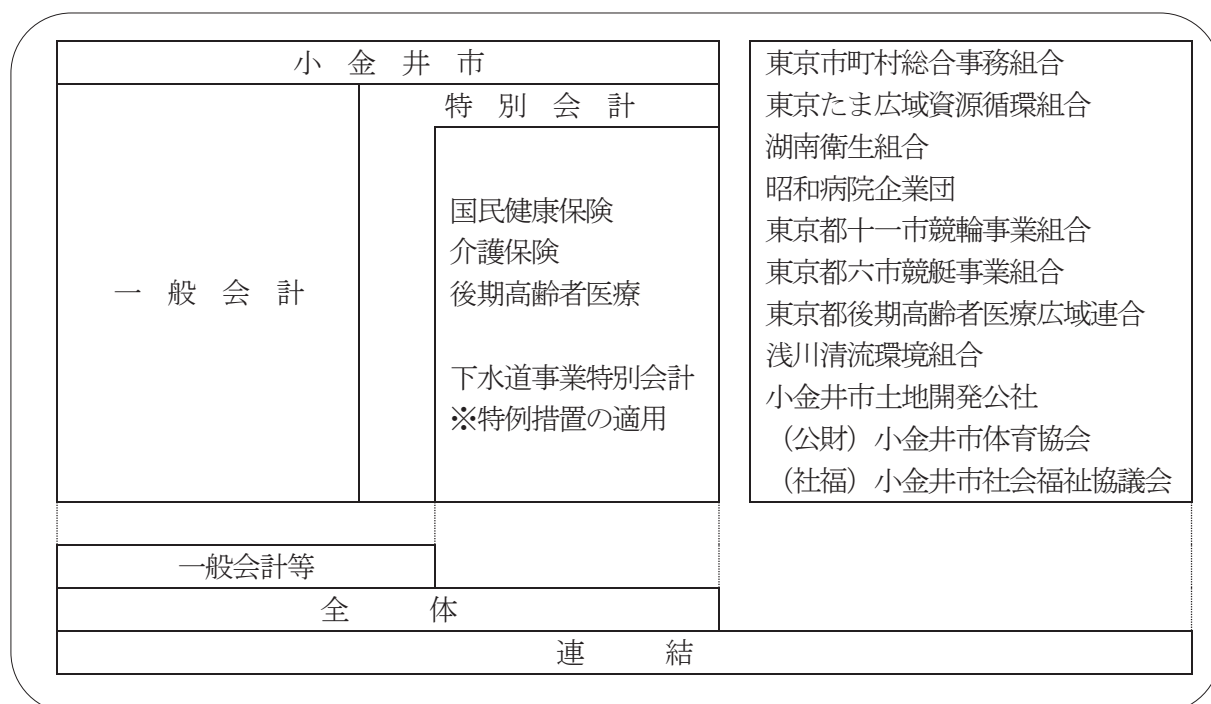 小金井市
特別会計
一般会計
国民健康保険
介護保険
後期高齢者医療
下水道事業特別会計
※特例措置の適用
東京市町村総合事務組合
東京たま広域資源循環組合
湖南衛生組合
昭和病院企業団
東京都十一市競輪事業組合
東京都六市競艇事業組合
東京都後期高齢者医療広域連合
浅川清流環境組合
小金井市土地開発公社
（公財）小金井市体育協会
（社福）小金井市社会福祉協議会
一般会計等
全体
連結